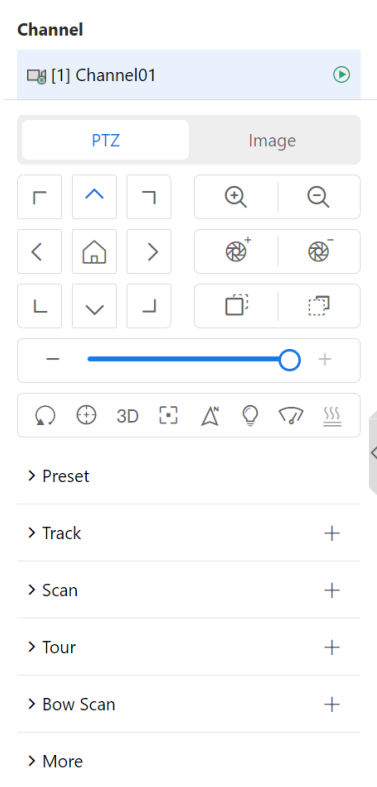 Channel
[1] Channel01
PTZ
Image
3D
N
Preset
Track
Scan
Tour
Bow Scan
More